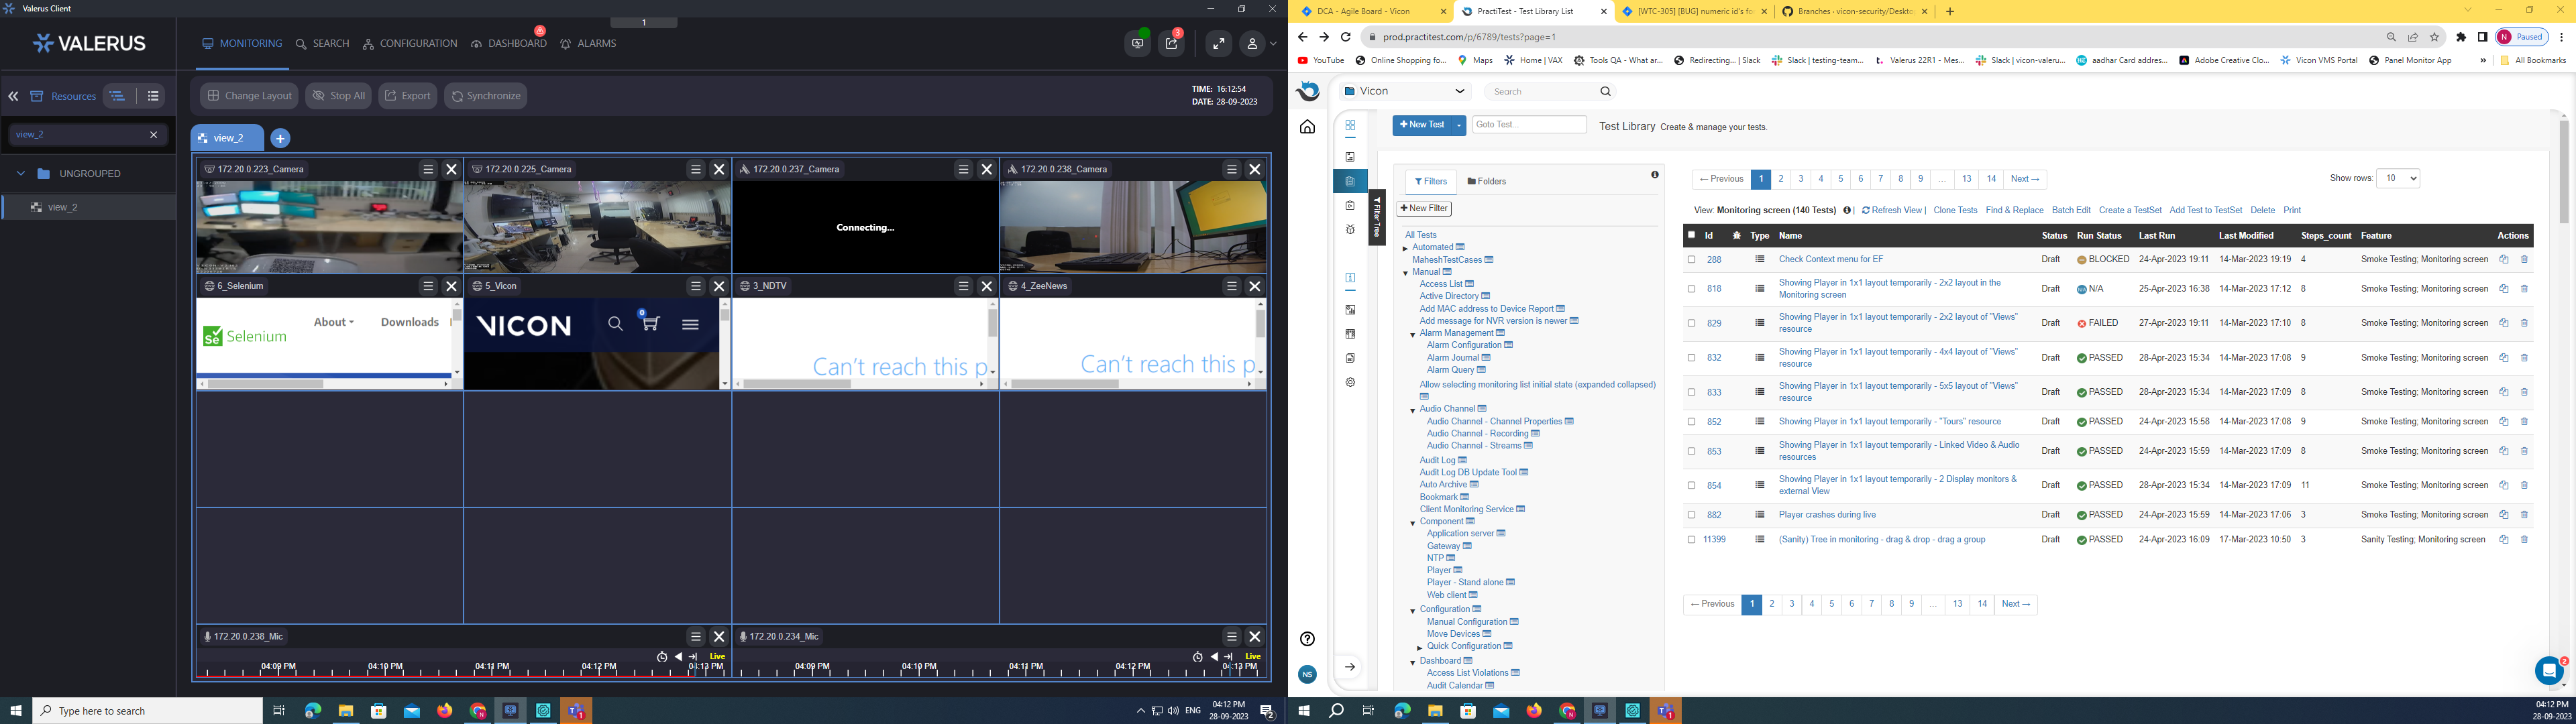 Valerus Client
1
VALERUS
MONITORING
SEARCH
CONFIGURATION
DASHBOARD
ALARMS
3
Resources
Change Layout
Stop All
Export
Synchronize
TIME: 16:12:54
DATE: 28-09-2023
view_2
view_2
UNGROUPED
view_2
172.20.0.223_Camera
172.20.0.225_Camera
172.20.0.237_Camera
172.20.0.238_Camera
Connecting...
6_Selenium
5_Vicon
3_NDTV
4_ZeeNews
Se Selenium
About
Downloads
VICON
0
Can't reach this p
Can't reach this p
172.20.0.238_Mic
172.20.0.234_Mic
Live
Live
04:09 PM 04:10 PM 04:11 PM 04:12 PM 04:13 PM
04:09 PM 04:10 PM 04:11 PM 04:12 PM 04:13 PM
Type here to search
1
ENG
04:12 PM
28-09-2023
2
DCA - Agile Board - Vicon
PractiTest - Test Library List
[WTC-305] [BUG] numeric id's fo
Branches · vicon-security/Deskto
prod.practitest.com/p/6789/tests?page=1
N Paused
YouTube
Online Shopping fo...
Maps
Home | VAX
Tools QA - What ar...
Redirecting... | Slack
Slack | testing-team...
Valerus 22R1 - Mes...
Slack | vicon-valeru...
aadhar Card addres...
Adobe Creative Clo...
Vicon VMS Portal
Panel Monitor App
»
All Bookmarks
Vicon
Search
+ New Test
Goto Test...
Test Library Create & manage your tests.
Filters
Folders
Filter Tree
+ New Filter
All Tests
Automated
MaheshTestCases
Manual
Access List
Active Directory
Add MAC address to Device Report
Add message for NVR version is newer
Alarm Management
Alarm Configuration
Alarm Journal
Alarm Query
Allow selecting monitoring list initial state (expanded collapsed)
Audio Channel
Audio Channel - Channel Properties
Audio Channel - Recording
Audio Channel - Streams
Audit Log
Audit Log DB Update Tool
Auto Archive
Bookmark
Client Monitoring Service
Component
Application server
Gateway
NTP
Player
Player - Stand alone
Web client
Configuration
Manual Configuration
Move Devices
Quick Configuration
Dashboard
Access List Violations
Audit Calendar
NS
← Previous 1 2 3 4 5 6 7 8 9 ... 13 14 Next →
Show rows: 10
View: Monitoring screen (140 Tests) | Refresh View | Clone Tests Find & Replace Batch Edit Create a TestSet Add Test to TestSet Delete Print
Id Type Name Status Run Status Last Run Last Modified Steps_count Feature Actions
288 Check Context menu for EF Draft BLOCKED 24-Apr-2023 19:11 14-Mar-2023 19:19 4 Smoke Testing; Monitoring screen
818 Showing Player in 1x1 layout temporarily - 2x2 layout in the Monitoring screen Draft N/A 25-Apr-2023 16:38 14-Mar-2023 17:12 8 Smoke Testing; Monitoring screen
829 Showing Player in 1x1 layout temporarily - 2x2 layout of "Views" resource Draft FAILED 27-Apr-2023 19:11 14-Mar-2023 17:10 8 Smoke Testing; Monitoring screen
832 Showing Player in 1x1 layout temporarily - 4x4 layout of "Views" resource Draft PASSED 28-Apr-2023 15:34 14-Mar-2023 17:08 9 Smoke Testing; Monitoring screen
833 Showing Player in 1x1 layout temporarily - 5x5 layout of "Views" resource Draft PASSED 28-Apr-2023 15:34 14-Mar-2023 17:09 8 Smoke Testing; Monitoring screen
852 Showing Player in 1x1 layout temporarily - "Tours" resource Draft PASSED 24-Apr-2023 15:58 14-Mar-2023 17:08 9 Smoke Testing; Monitoring screen
853 Showing Player in 1x1 layout temporarily - Linked Video & Audio resources Draft PASSED 24-Apr-2023 15:59 14-Mar-2023 17:09 8 Smoke Testing; Monitoring screen
854 Showing Player in 1x1 layout temporarily - 2 Display monitors & external View Draft PASSED 28-Apr-2023 15:34 14-Mar-2023 17:09 11 Smoke Testing; Monitoring screen
882 Player crashes during live Draft PASSED 24-Apr-2023 15:59 14-Mar-2023 17:06 3 Smoke Testing; Monitoring screen
11399 (Sanity) Tree in monitoring - drag & drop - drag a group Draft PASSED 24-Apr-2023 16:09 17-Mar-2023 10:50 3 Sanity Testing; Monitoring screen
← Previous 1 2 3 4 5 6 7 8 9 ... 13 14 Next →
2
1
04:12 PM
28-09-2023